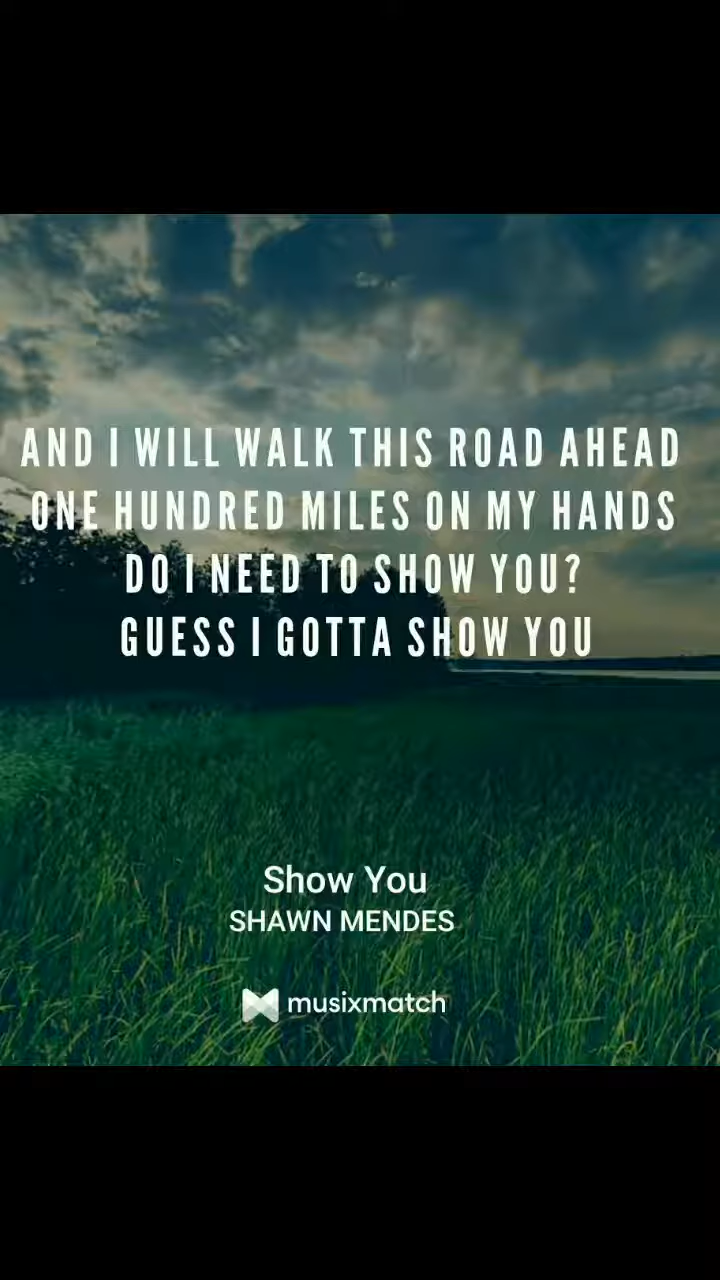 AND I WILL WALK THIS ROAD AHEAD
ONE HUNDRED MILES ON MY HANDS
DO I NEED TO SHOW YOU?
GUESS I GOTTA SHOW YOU
Show You
SHAWN MENDES
musixmatch